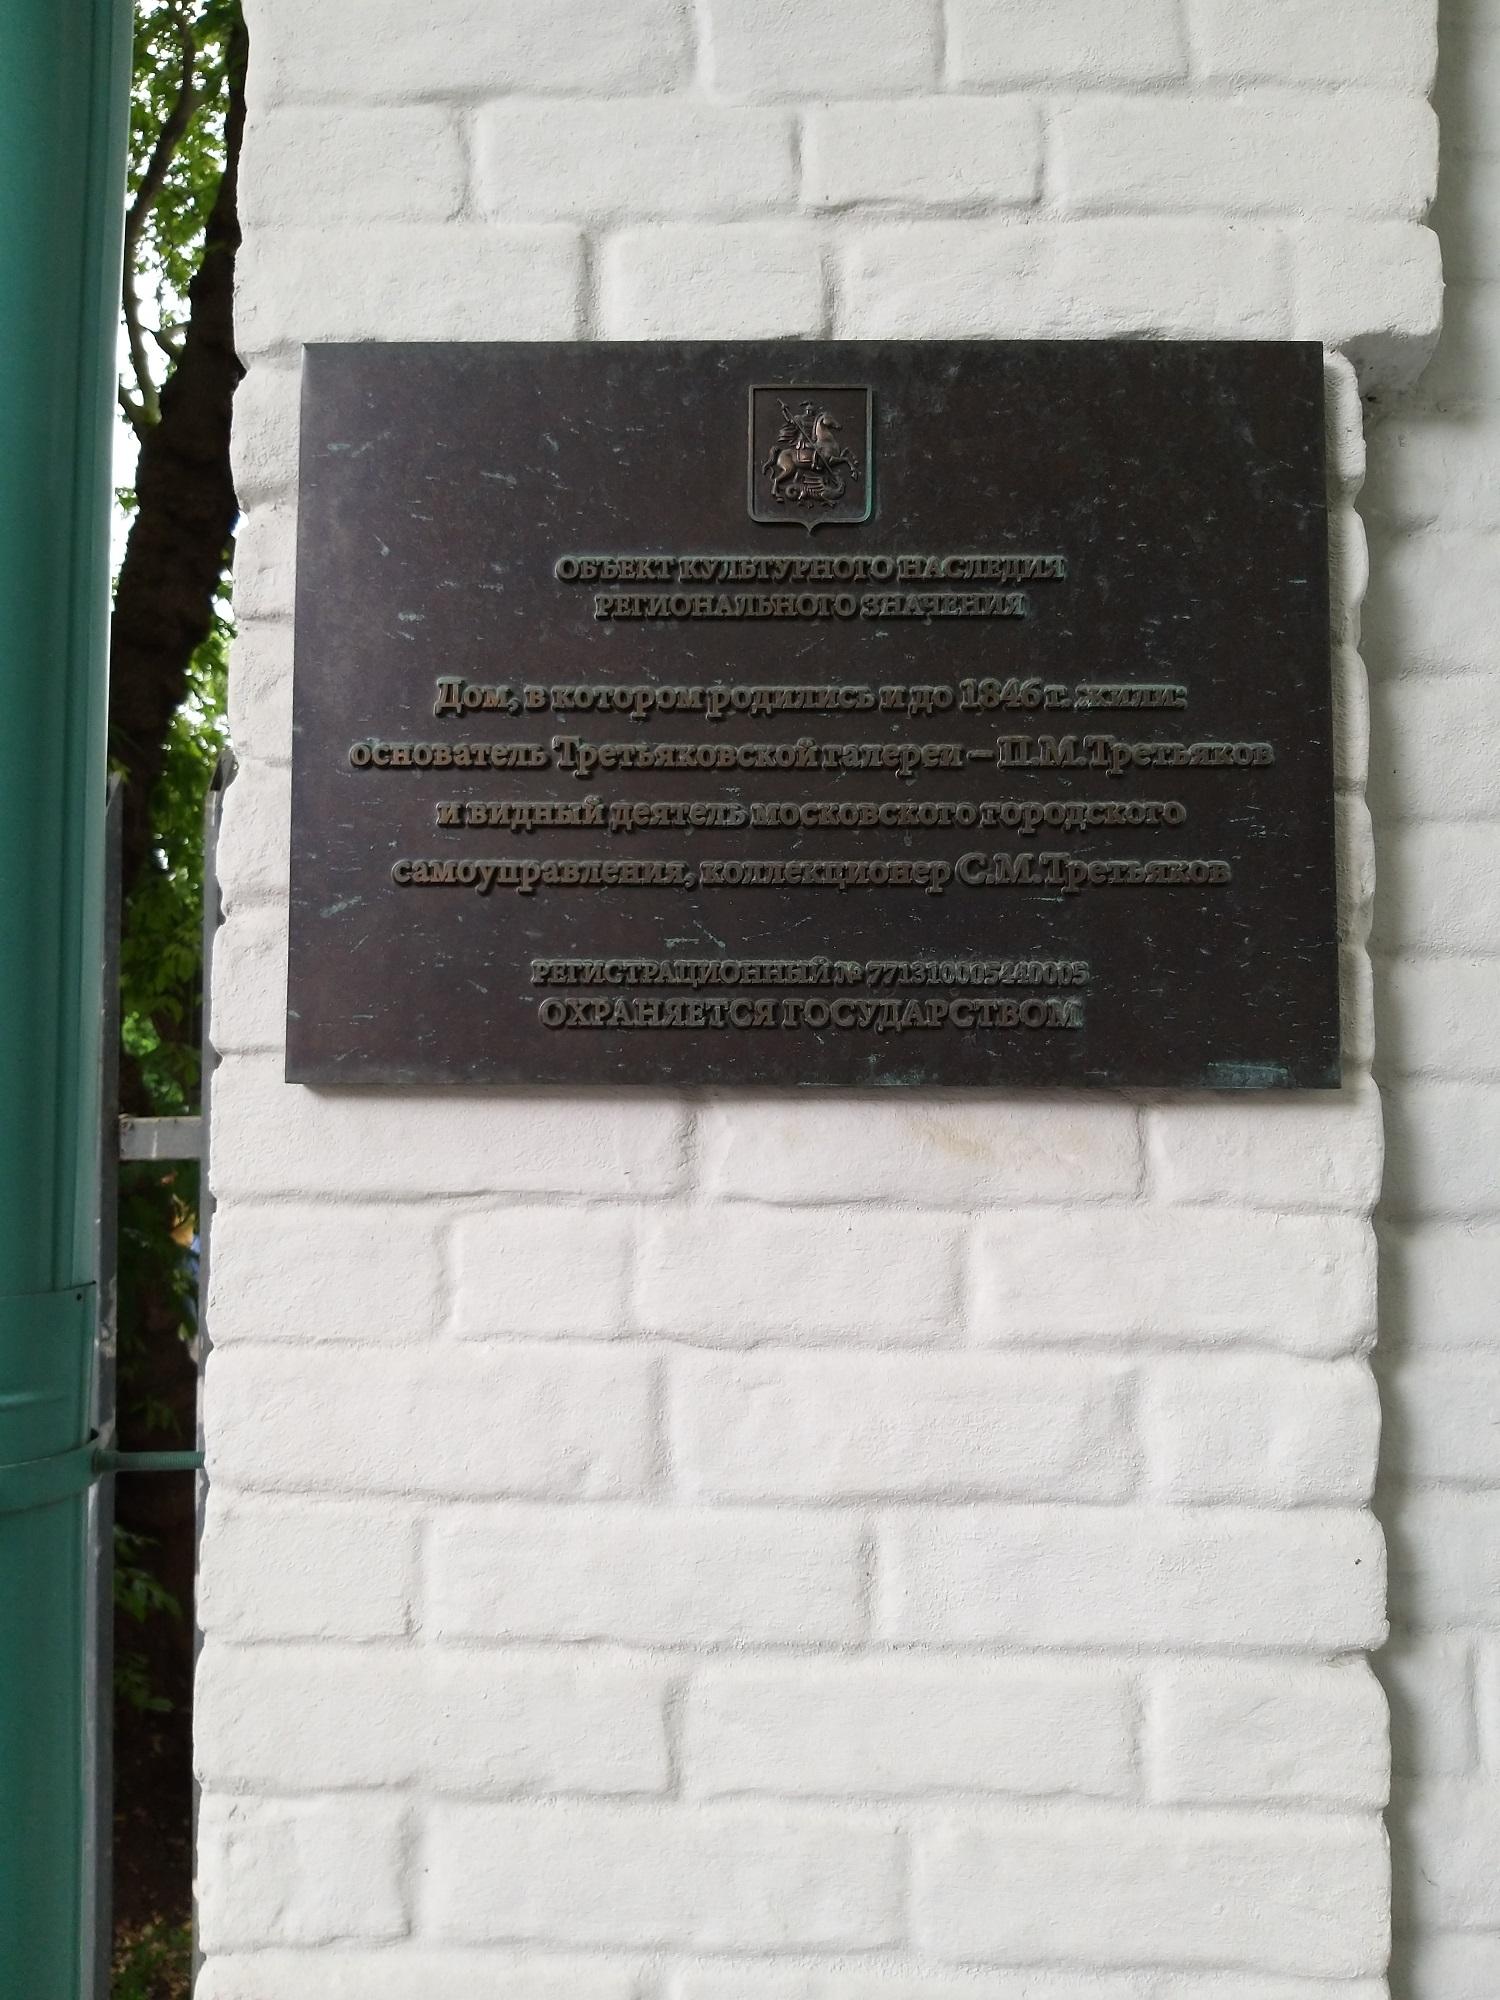 ОБЪЕКТ КУЛЬТУРНОГО НАСЛЕДИЯ
РЕГИОНАЛЬНОГО ЗНАЧЕНИЯ
Дом, в котором родились и до 1846 г. жили:
основатель Третьяковской галереи – П.М.Третьяков
и видный деятель московского городского
самоуправления, коллекционер С.М.Третьяков
РЕГИСТРАЦИОННЫЙ № 771310005440005
ОХРАНЯЕТСЯ ГОСУДАРСТВОМ